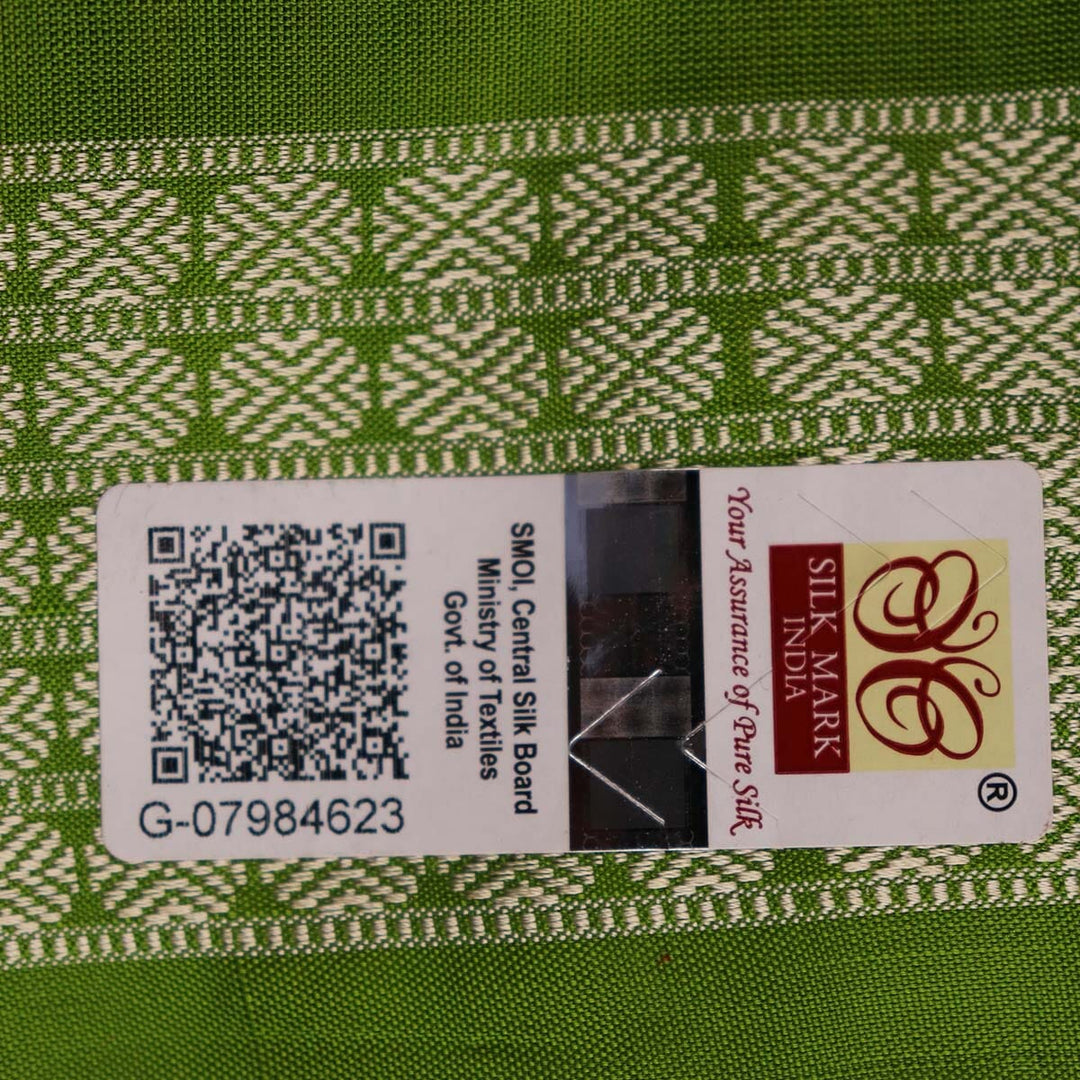 SILK MARK
INDIA
®
Your Assurance of Pure Silk
SMOI, Central Silk Board
Ministry of Textiles
Govt. of India
G-07984623